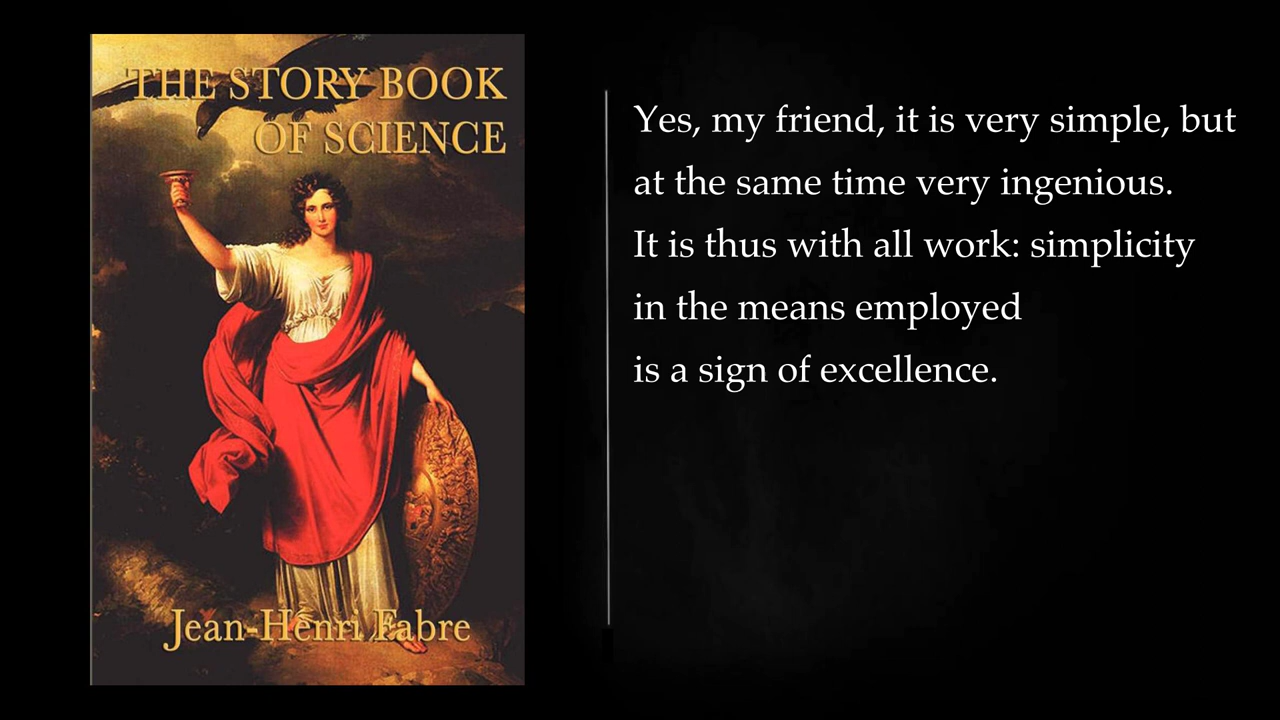 THE STORY BOOK
OF SCIENCE
Jean-Henri Fabre
Yes, my friend, it is very simple, but
at the same time very ingenious.
It is thus with all work: simplicity
in the means employed
is a sign of excellence.